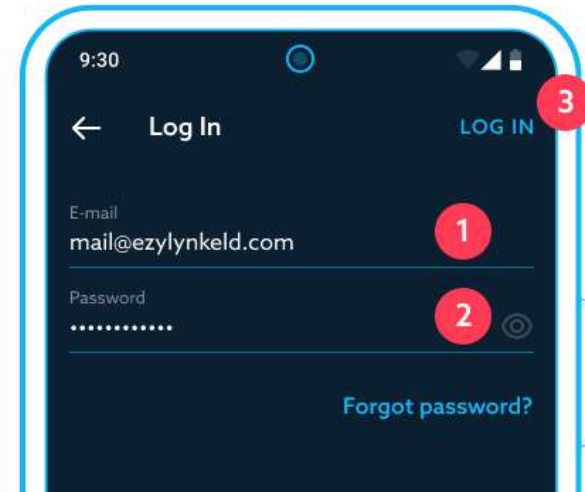 9:30
3
Log In
LOG IN
E-mail
mail@ezylynkeld.com
1
Password
••••••••••••
2
Forgot password?